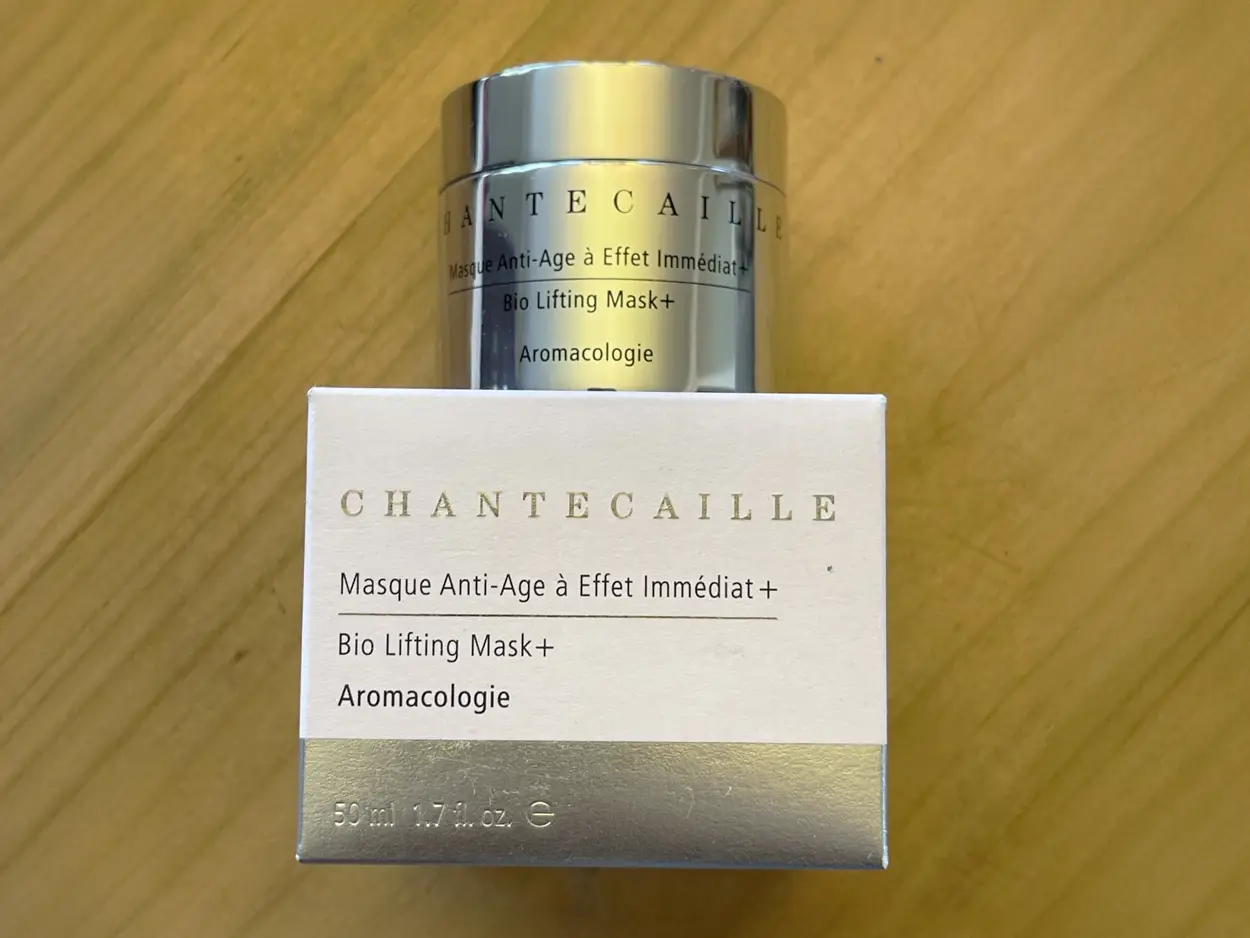 HANTECAILLE
Masque Anti-Age à Effet Immédiat+
Bio Lifting Mask+
Aromacologie
CHANTECAILLE
Masque Anti-Age à Effet Immédiat+
Bio Lifting Mask+
Aromacologie
50 ml 1.7 fl. oz. ℮